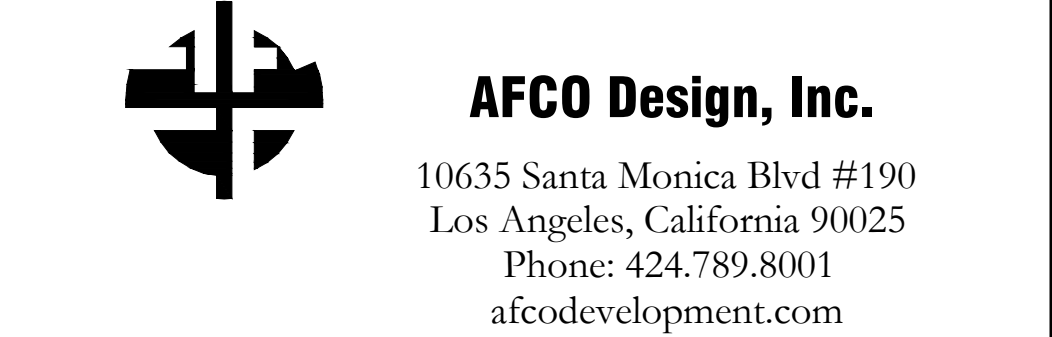 AFCO Design, Inc.
10635 Santa Monica Blvd #190
Los Angeles, California 90025
Phone: 424.789.8001
afcodevelopment.com